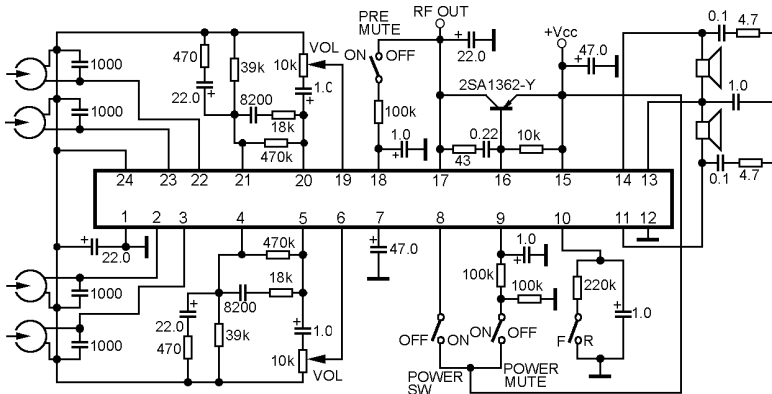 PRE MUTE
RF OUT
+Vcc
0.1 4.7
1000
470
39k
VOL
10k
ON OFF
+ 22.0
+ 47.0
22.0 +
8200
1.0 +
18k
100k
2SA1362-Y
1.0
1000
470k
1.0 +
43
0.22
10k
0.1 4.7
24 23 22 21 20 19 18 17 16 15 14 13
1 2 3 4 5 6 7 8 9 10 11 12
+ 22.0
470k
+ 47.0
1.0 +
1000
8200
18k
100k
100k
220k
22.0 +
39k
+ 1.0
+ 1.0
1000
470
10k
VOL
OFF ON
ON OFF
F R
POWER SW
POWER MUTE